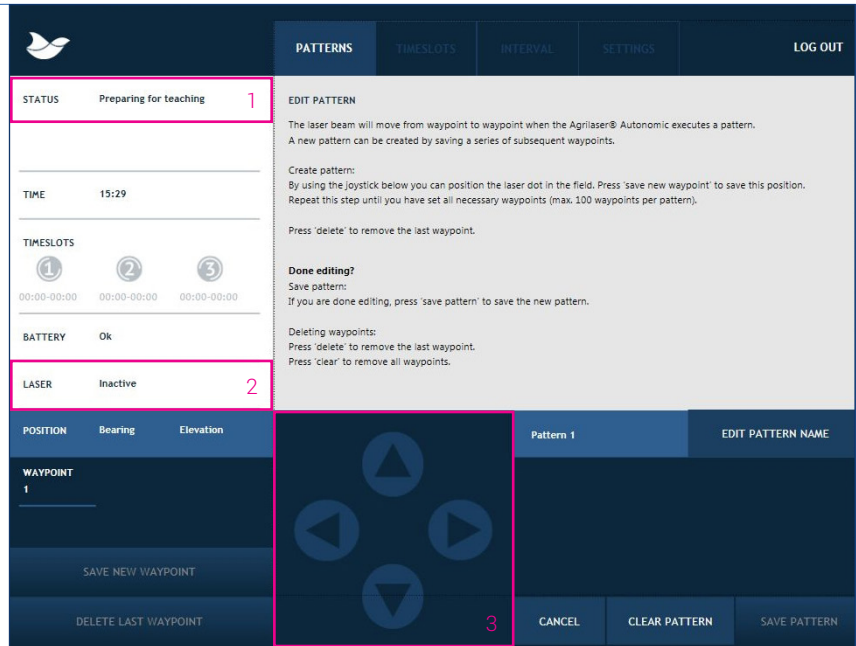 PATTERNS TIMESLOTS INTERVAL SETTINGS LOG OUT
STATUS Preparing for teaching 1
TIME 15:29
TIMESLOTS
1 2 3
00:00-00:00 00:00-00:00 00:00-00:00
BATTERY Ok
LASER Inactive 2
EDIT PATTERN
The laser beam will move from waypoint to waypoint when the Agrilaser® Autonomic executes a pattern.
A new pattern can be created by saving a series of subsequent waypoints.
Create pattern:
By using the joystick below you can position the laser dot in the field. Press 'save new waypoint' to save this position.
Repeat this step until you have set all necessary waypoints (max. 100 waypoints per pattern).
Press 'delete' to remove the last waypoint.
Done editing?
Save pattern:
If you are done editing, press 'save pattern' to save the new pattern.
Deleting waypoints:
Press 'delete' to remove the last waypoint.
Press 'clear' to remove all waypoints.
POSITION Bearing Elevation
WAYPOINT
1
SAVE NEW WAYPOINT
DELETE LAST WAYPOINT
3
Pattern 1 EDIT PATTERN NAME
CANCEL CLEAR PATTERN SAVE PATTERN